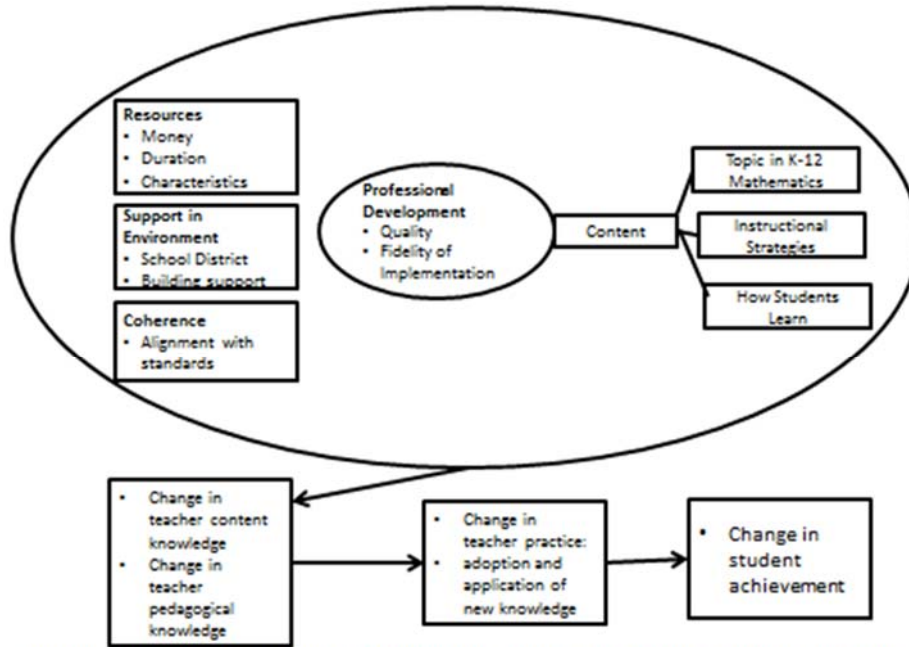 Resources
• Money
• Duration
• Characteristics
Support in
Environment
• School District
• Building support
Coherence
• Alignment with
standards
Professional
Development
• Quality
• Fidelity of
Implementation
Content
Topic in K-12
Mathematics
Instructional
Strategies
How Students
Learn
• Change in
teacher content
knowledge
• Change in
teacher
pedagogical
knowledge
• Change in
teacher practice:
• adoption and
application of
new knowledge
• Change in
student
achievement